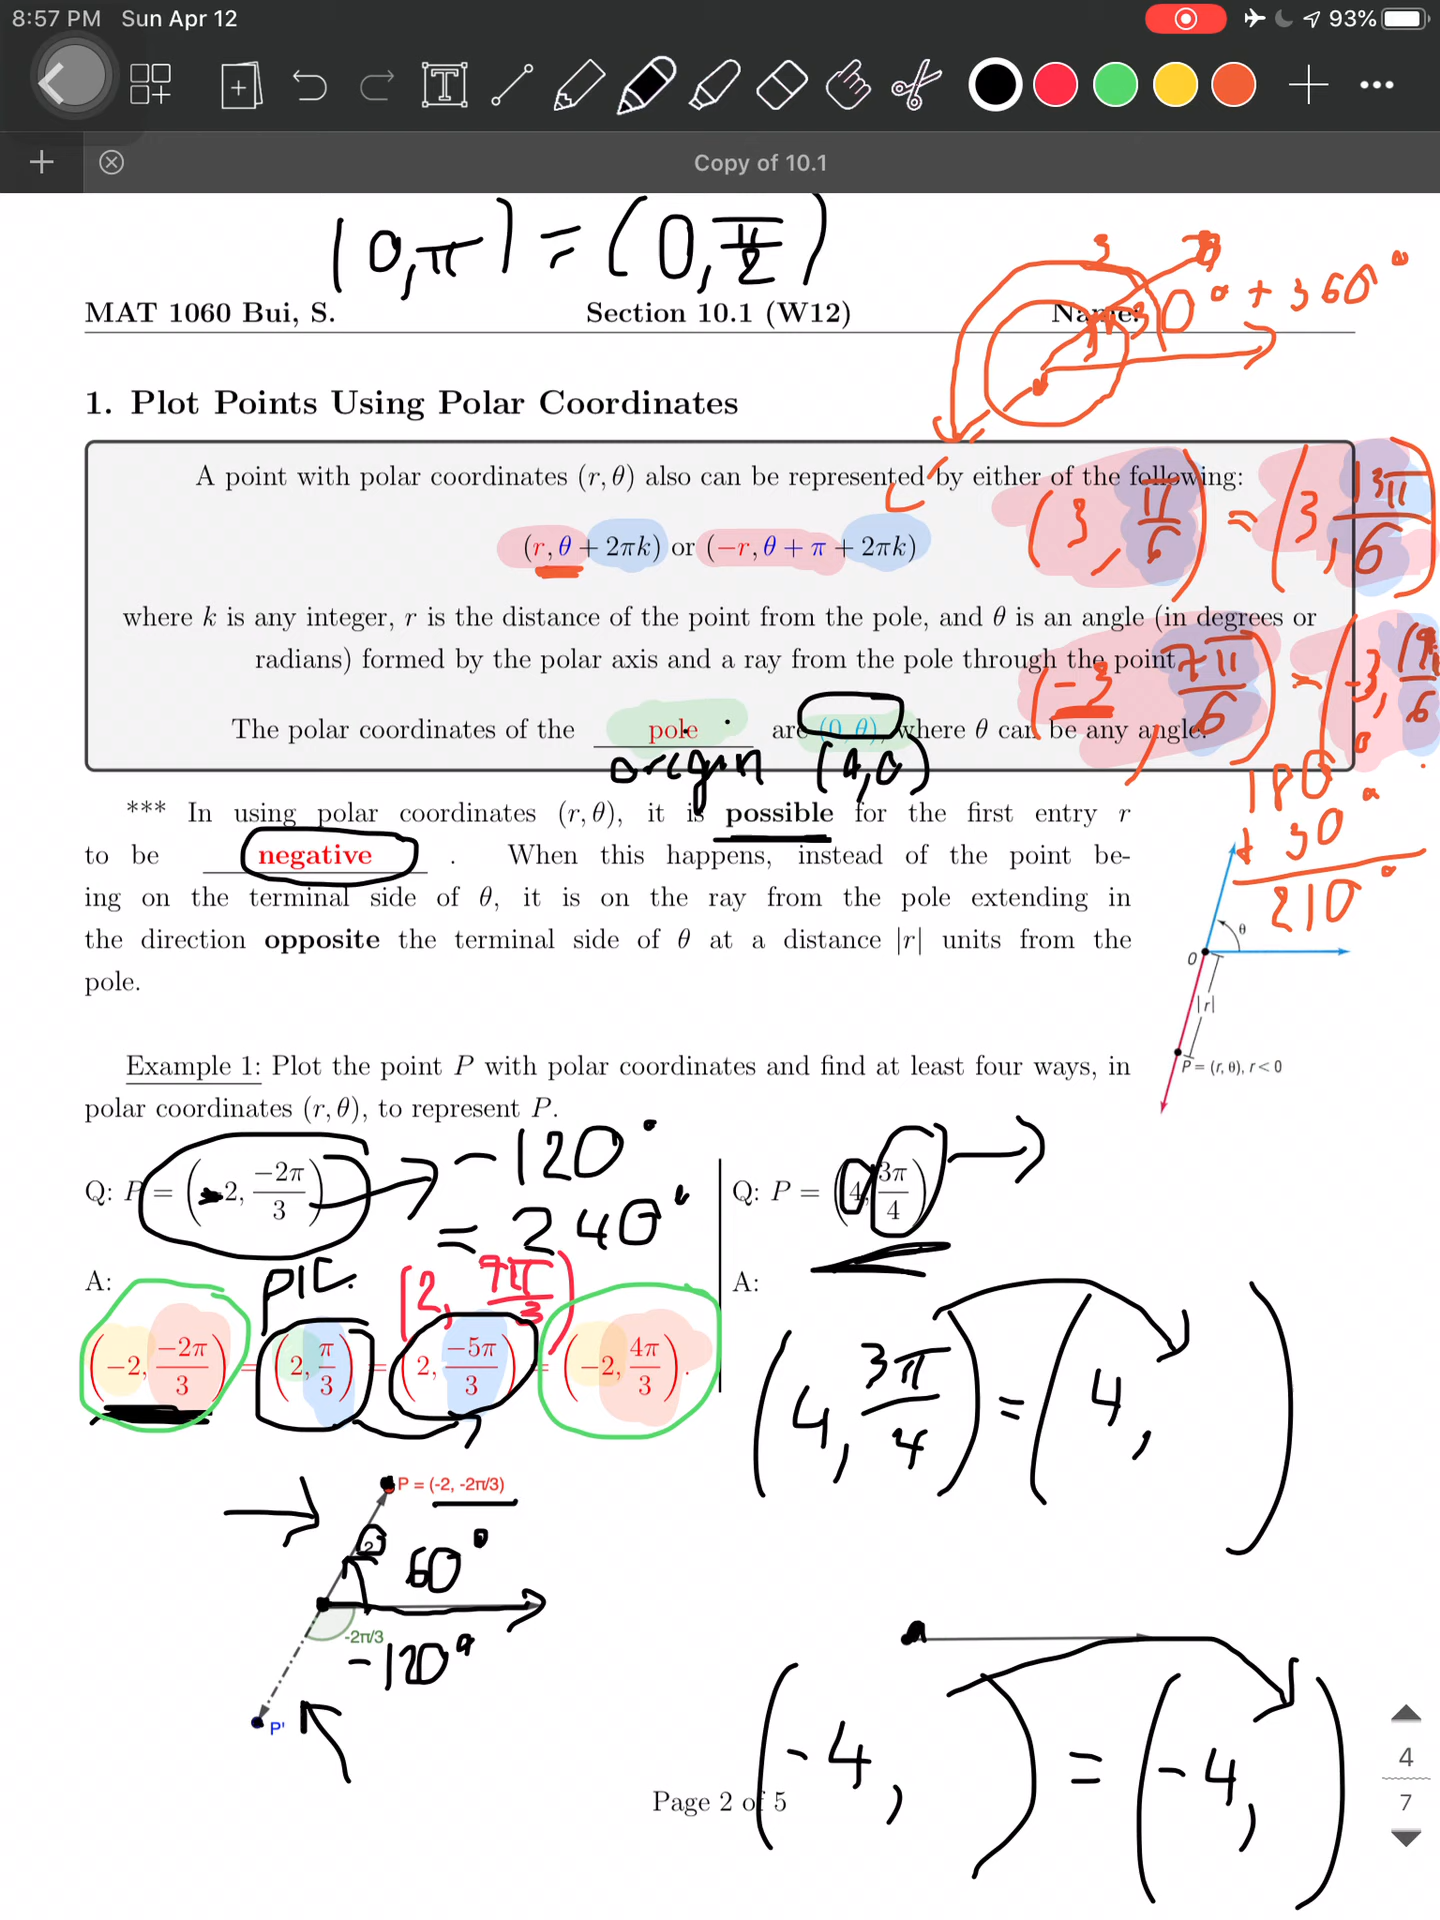 8:57 PM Sun Apr 12
93%
Copy of 10.1
(0, π) = (0, π/2)
MAT 1060 Bui, S. Section 10.1 (W12) Name:
3
30° + 360°
1. Plot Points Using Polar Coordinates
A point with polar coordinates (r, θ) also can be represented by either of the following:
(r, θ + 2πk) or (−r, θ + π + 2πk)
(3, π/6) = (3, 13π/6)
where k is any integer, r is the distance of the point from the pole, and θ is an angle (in degrees or
radians) formed by the polar axis and a ray from the pole through the point.
(-3, 7π/6) = (-3, 19π/6)
The polar coordinates of the pole are (0, θ), where θ can be any angle.
origin
180°
+ 30°
210°
*** In using polar coordinates (r, θ), it is possible for the first entry r
to be negative . When this happens, instead of the point be-
ing on the terminal side of θ, it is on the ray from the pole extending in
the direction opposite the terminal side of θ at a distance |r| units from the
pole.
θ
O
|r|
P = (r, θ), r < 0
Example 1: Plot the point P with polar coordinates and find at least four ways, in
polar coordinates (r, θ), to represent P.
Q: P = (-2, −2π/3)
-120°
= 240°
A:
PIC.
(2, 7π/3)
(−2, −2π/3) = (2, π/3) = (2, −5π/3) = (−2, 4π/3).
P = (-2, -2π/3)
2
60°
-2π/3
-120°
P'
Q: P = (4, 3π/4)
A:
(4, 3π/4) = (4, )
(-4, ) = (-4, )
Page 2 of 5
4
7